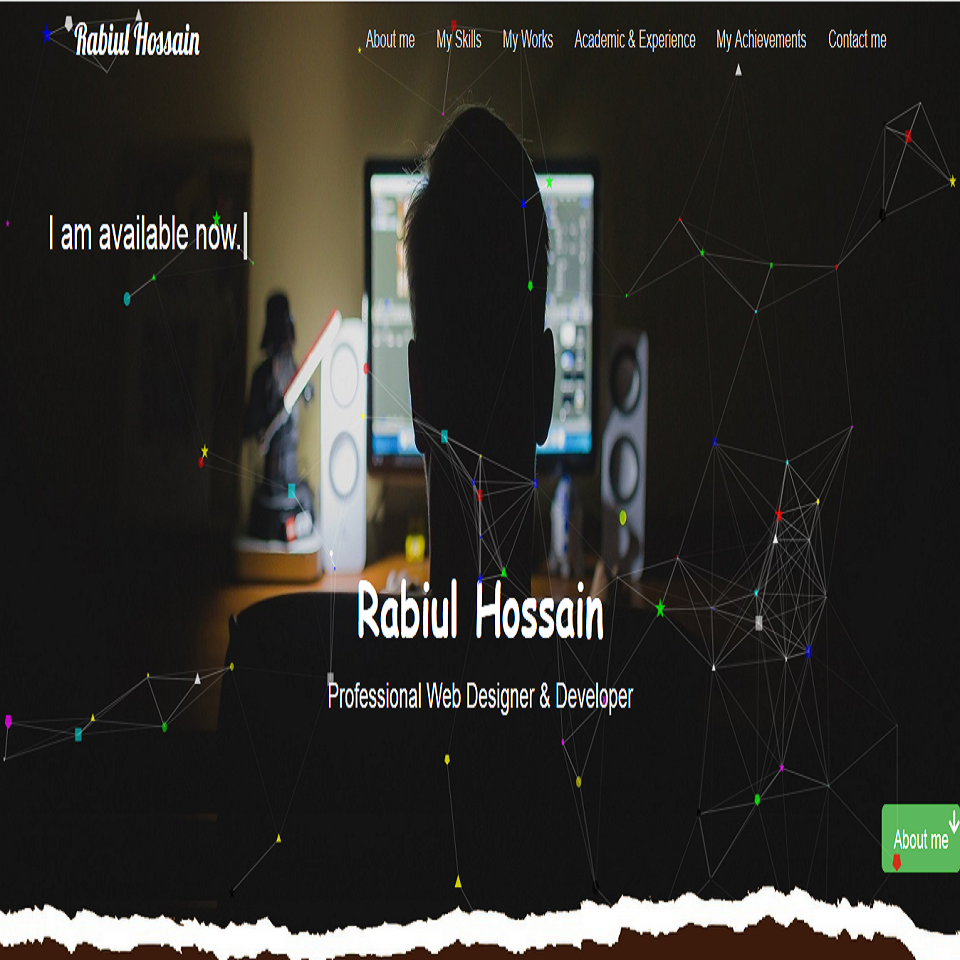 Rabiul Hossain
About me My Skills My Works Academic & Experience My Achievements Contact me
I am available now.|
Rabiul Hossain
Professional Web Designer & Developer
About me